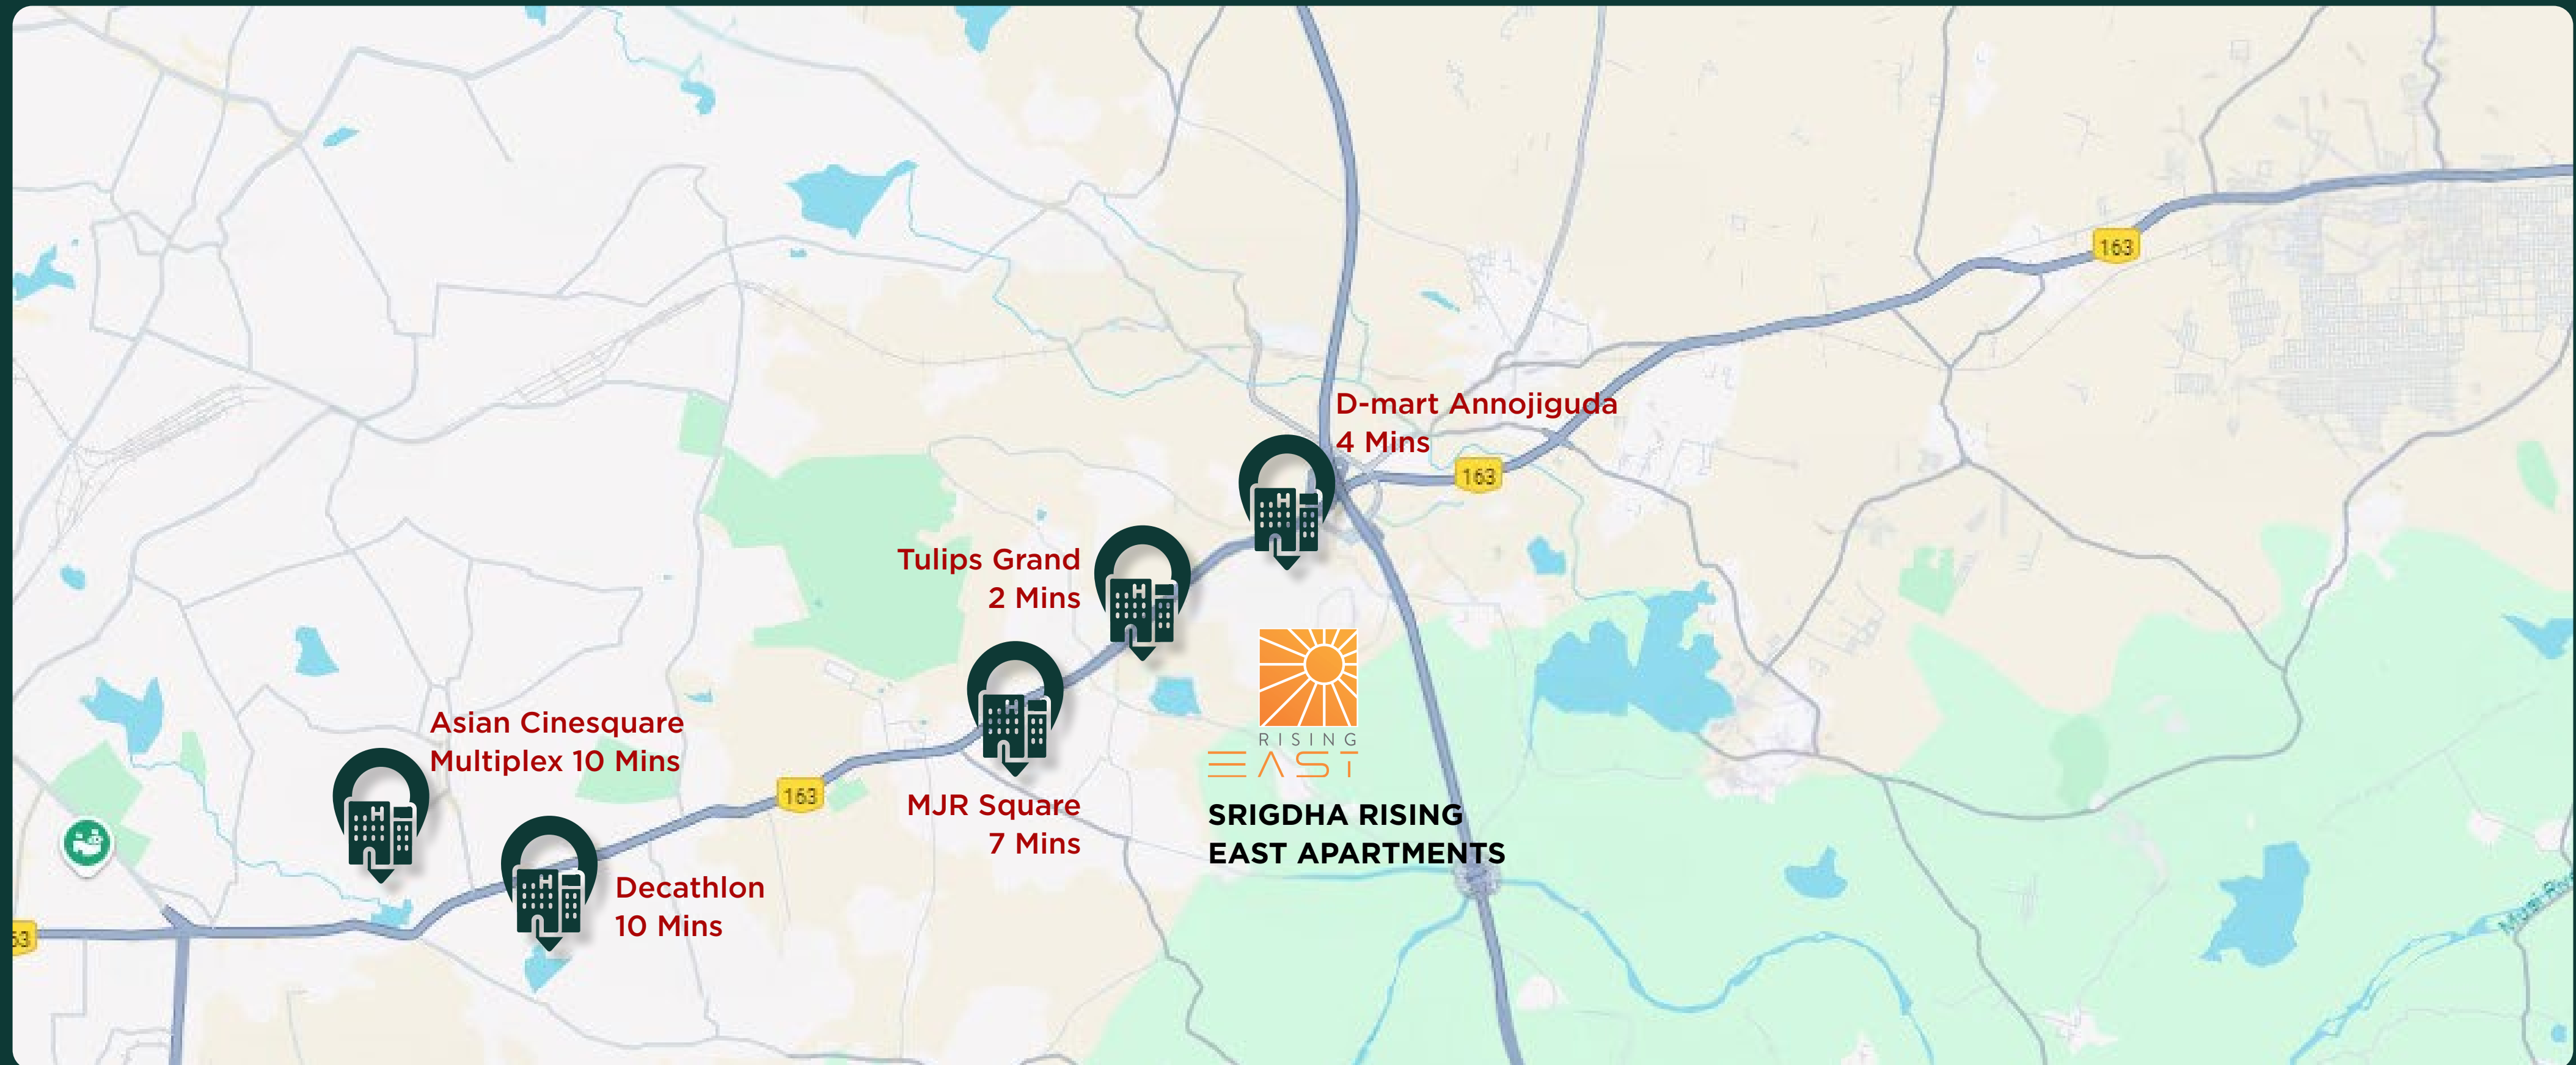 163
D-mart Annojiguda
4 Mins
163
Tulips Grand
2 Mins
RISING
EAST
Asian Cinesquare
Multiplex 10 Mins
163
MJR Square
7 Mins
SRIGDHA RISING
EAST APARTMENTS
Decathlon
10 Mins
63
H
H
H
H
H